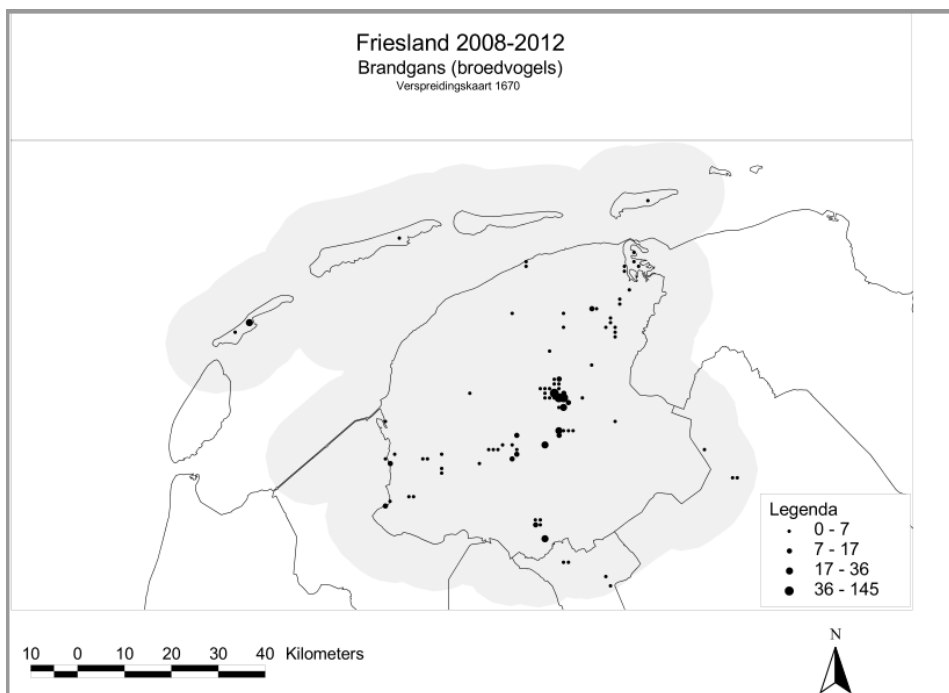 Friesland 2008-2012
Brandgans (broedvogels)
Verspreidingskaart 1670
Legenda
0 - 7
7 - 17
17 - 36
36 - 145
10 0 10 20 30 40 Kilometers
N